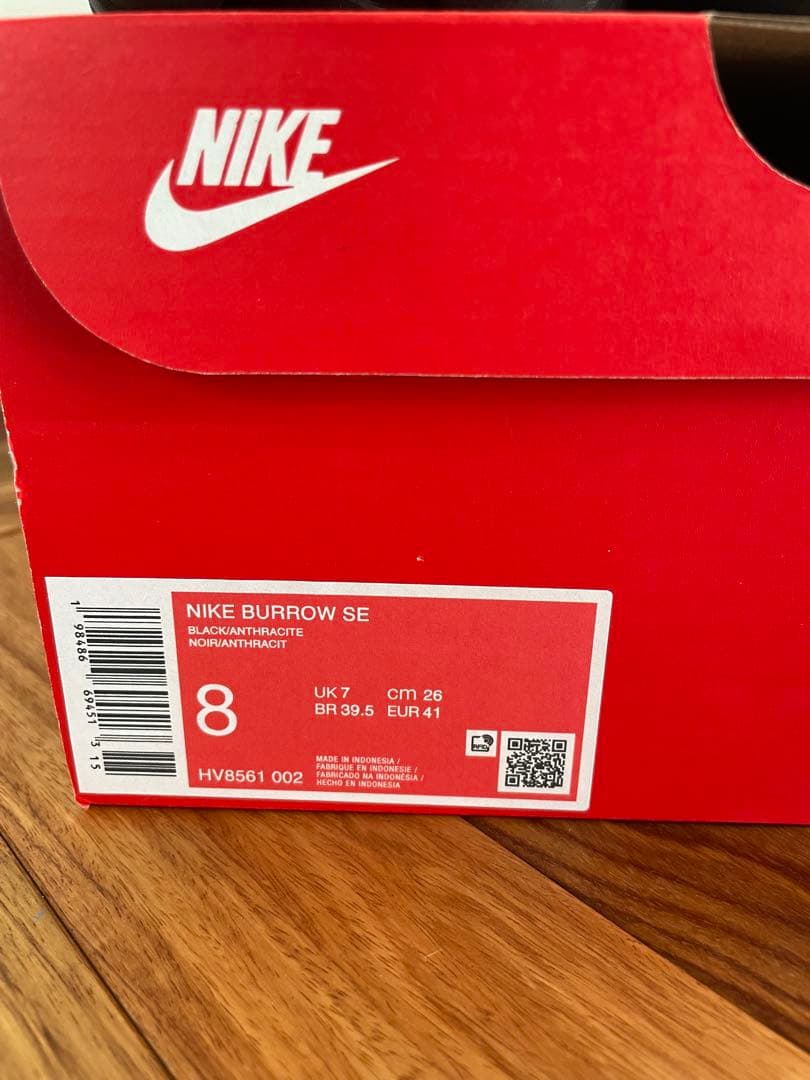 NIKE
NIKE BURROW SE
BLACK/ANTHRACITE
NOIR/ANTHRACIT
8
UK 7 cm 26
BR 39.5 EUR 41
HV8561 002
MADE IN INDONESIA /
FABRIQUE EN INDONESIE /
FABRICADO NA INDONÉSIA /
HECHO EN INDONESIA
1 98486 69451 3 15